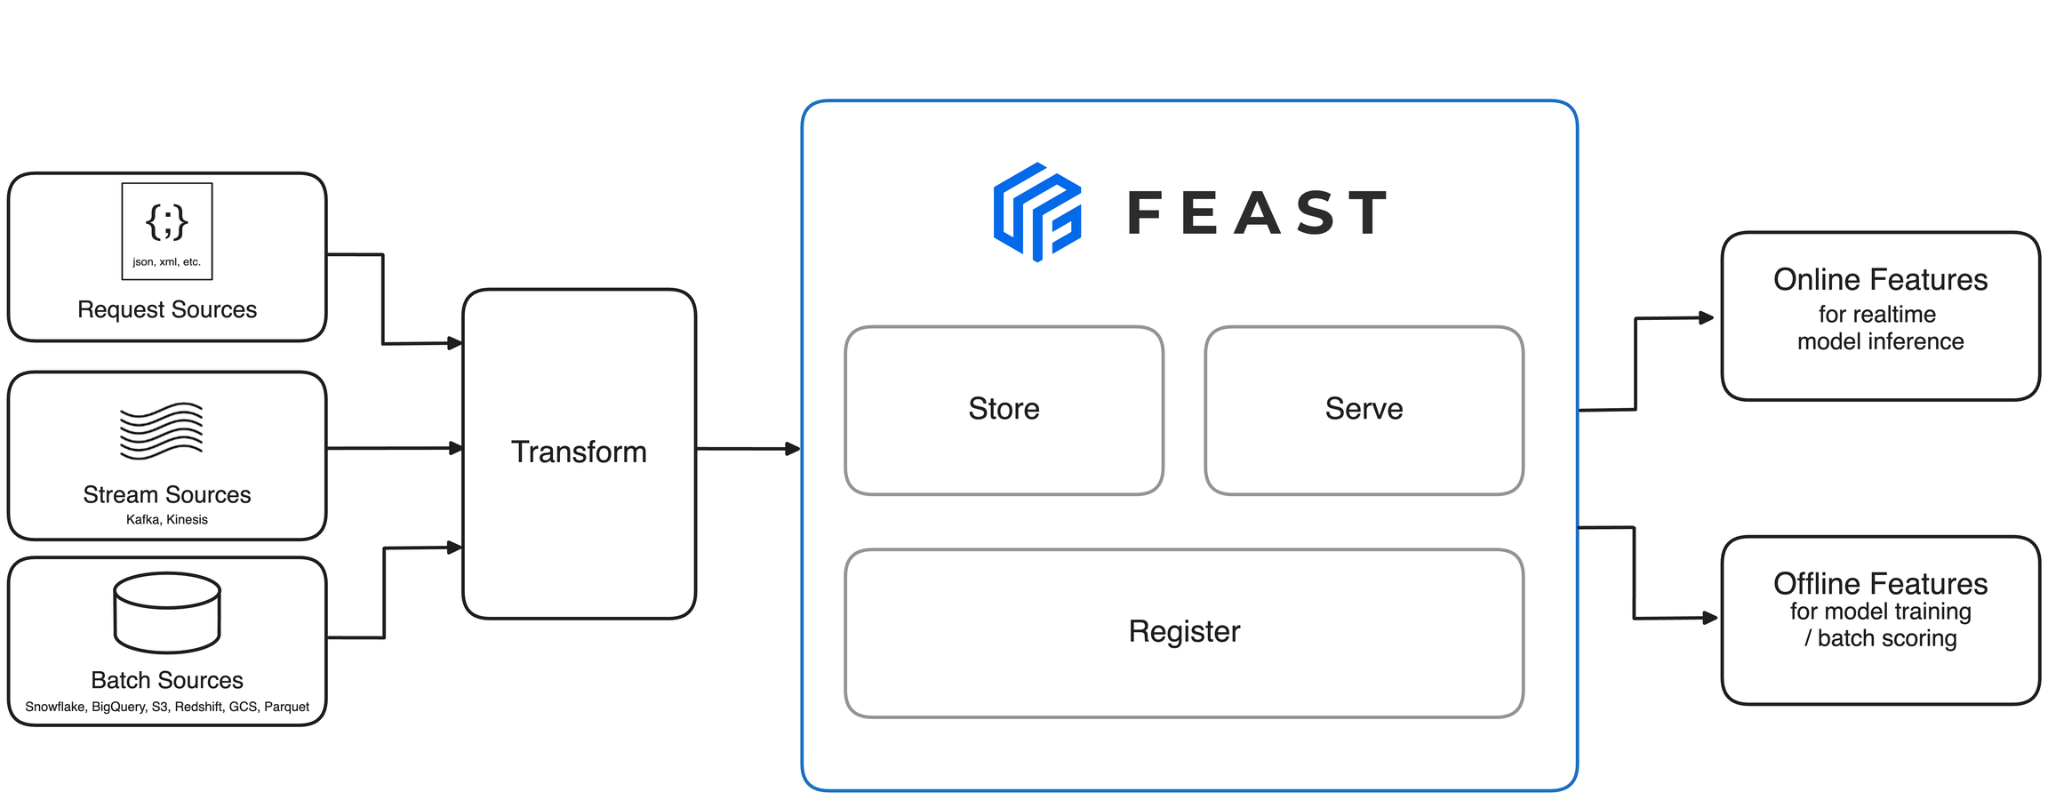 {;}
json, xml, etc.
Request Sources
Stream Sources
Kafka, Kinesis
Batch Sources
Snowflake, BigQuery, S3, Redshift, GCS, Parquet
Transform
FEAST
Store
Serve
Register
Online Features
for realtime
model inference
Offline Features
for model training
/ batch scoring